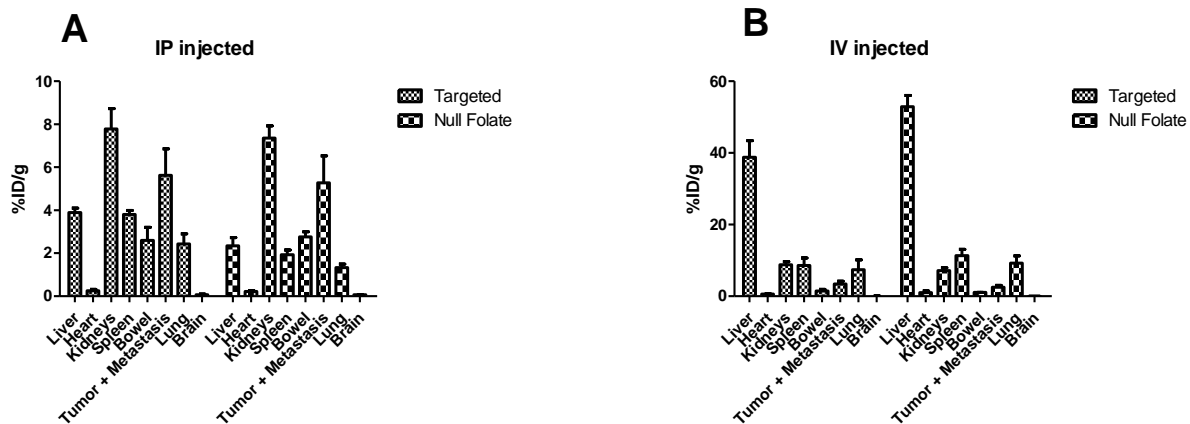 A
IP injected
10
8
6
4
2
0
%ID/g
Liver
Heart
Kidneys
Spleen
Bowel
Tumor + Metastasis
Lung
Brain
Liver
Heart
Kidneys
Spleen
Bowel
Tumor + Metastasis
Lung
Brain
Targeted
Null Folate
B
IV injected
60
40
20
0
%ID/g
Liver
Heart
Kidneys
Spleen
Bowel
Tumor + Metastasis
Lung
Brain
Liver
Heart
Kidneys
Spleen
Bowel
Tumor + Metastasis
Lung
Brain
Targeted
Null Folate